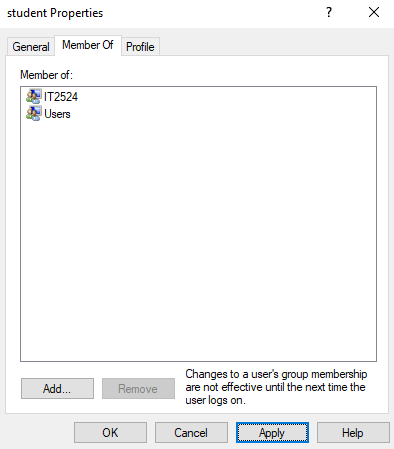 student Properties
?
General
Member Of
Profile
Member of:
IT2524
Users
Add...
Remove
Changes to a user's group membership
are not effective until the next time the
user logs on.
OK
Cancel
Apply
Help